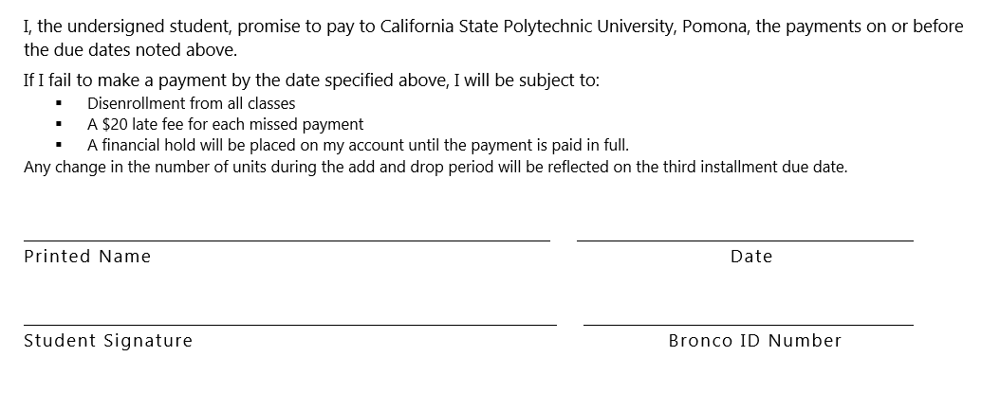 I, the undersigned student, promise to pay to California State Polytechnic University, Pomona, the payments on or before
the due dates noted above.
If I fail to make a payment by the date specified above, I will be subject to:
▪ Disenrollment from all classes
▪ A $20 late fee for each missed payment
▪ A financial hold will be placed on my account until the payment is paid in full.
Any change in the number of units during the add and drop period will be reflected on the third installment due date.
Printed Name Date
Student Signature Bronco ID Number